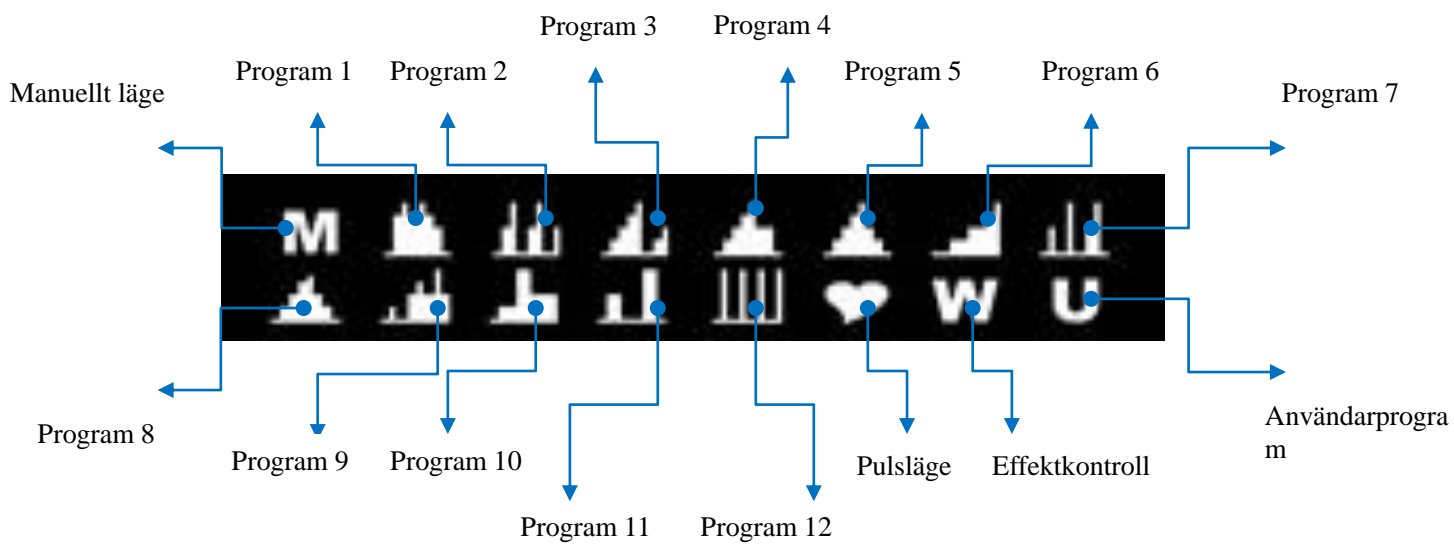 Program 3
Program 4
Program 1
Program 2
Program 5
Program 6
Manuellt läge
Program 7
M
W
U
Program 8
Program 9
Program 10
Pulsläge
Effektkontroll
Användarprogra
m
Program 11
Program 12